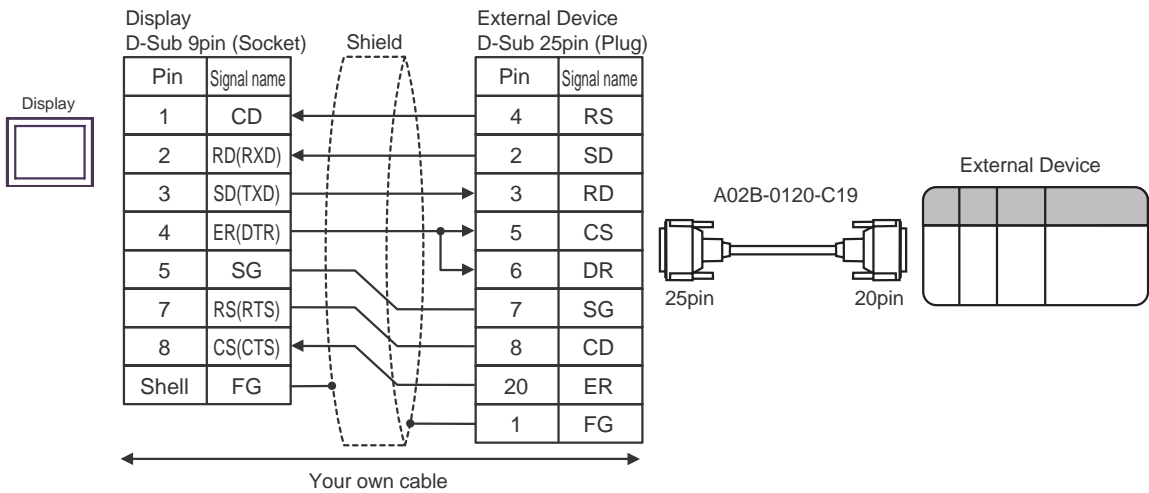 Display
D-Sub 9pin (Socket)
Shield
External Device
D-Sub 25pin (Plug)
Pin Signal name Pin Signal name
1 CD 4 RS
2 RD(RXD) 2 SD
3 SD(TXD) 3 RD
4 ER(DTR) 5 CS
5 SG 6 DR
7 RS(RTS) 7 SG
8 CS(CTS) 8 CD
Shell FG 20 ER
1 FG
Your own cable
Display
A02B-0120-C19
25pin
20pin
External Device